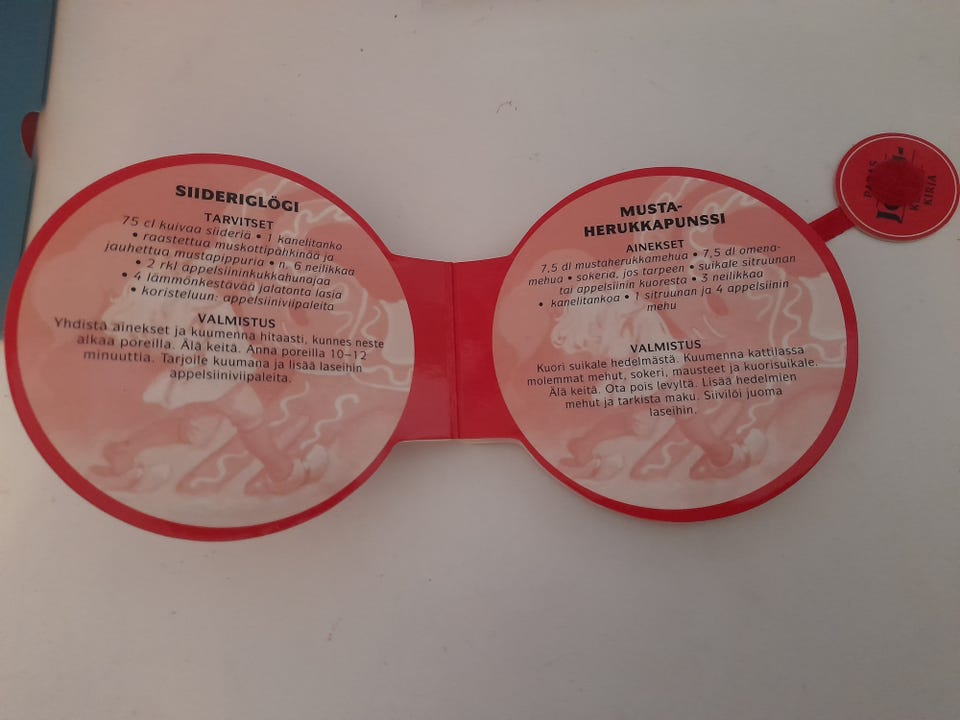 SIIDERIGLÖGI
TARVITSET
75 cl kuivaa siideriä • 1 kanelitanko
• raastettua muskottipähkinää ja
jauhettua mustapippuria • n. 6 neilikkaa
• 2 rkl appelsiininkukkahunajaa
• 4 lämmönkestävää jalatonta lasia
• koristeluun: appelsiiniviipaleita
VALMISTUS
Yhdistä ainekset ja kuumenna hitaasti, kunnes neste
alkaa poreilla. Älä keitä. Anna poreilla 10–12
minuuttia. Tarjolle kuumana ja lisää laseihin
appelsiiniviipaleita.
MUSTA-
HERUKKAPUNSSI
AINEKSET
7,5 dl mustaherukkamehua • 7,5 dl omena-
mehua • sokeria, jos tarpeen • suikale sitruunan
tai appelsiinin kuoresta • 3 neilikkaa
• kanelitankoa • 1 sitruunan ja 4 appelsiinin
mehu
VALMISTUS
Kuori suikale hedelmästä. Kuumenna kattilassa
molemmat mehut, sokeri, mausteet ja kuorisuikale.
Älä keitä. Ota pois levyltä. Lisää hedelmien
mehut ja tarkista maku. Siivilöi juoma
laseihin.
PARAS
KIRJA